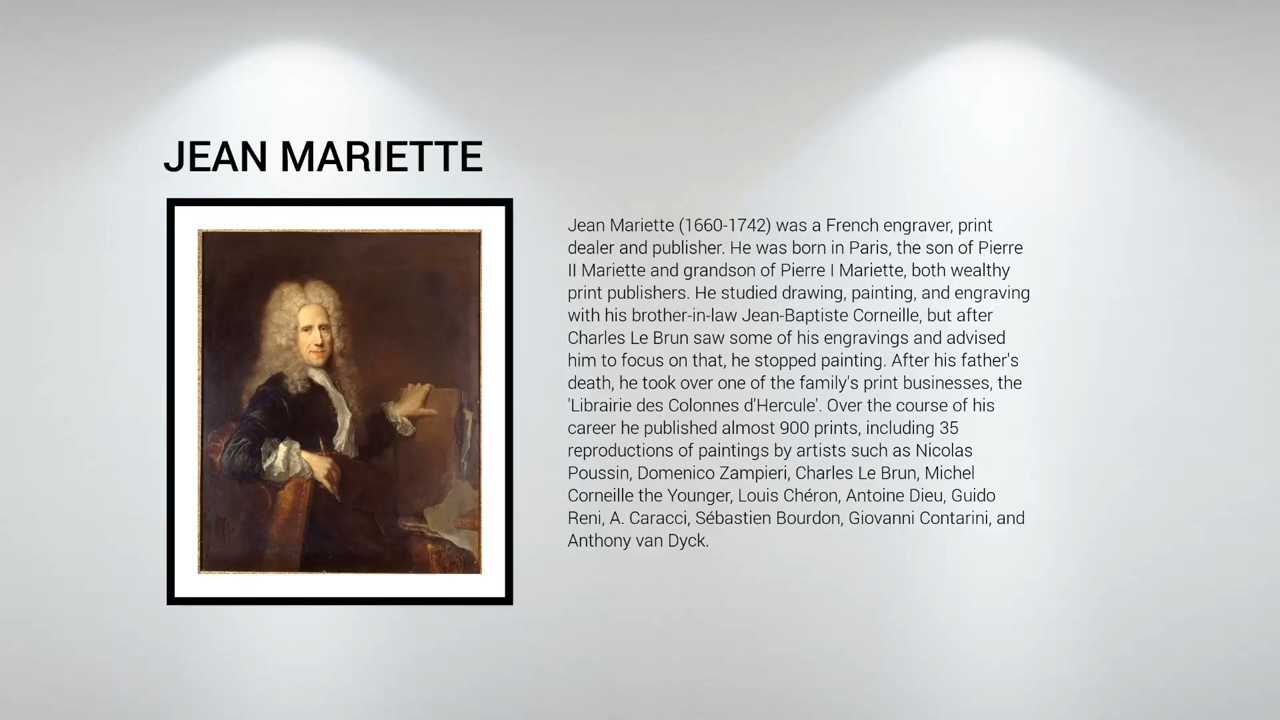 JEAN MARIETTE
Jean Mariette (1660-1742) was a French engraver, print
dealer and publisher. He was born in Paris, the son of Pierre
II Mariette and grandson of Pierre I Mariette, both wealthy
print publishers. He studied drawing, painting, and engraving
with his brother-in-law Jean-Baptiste Corneille, but after
Charles Le Brun saw some of his engravings and advised
him to focus on that, he stopped painting. After his father's
death, he took over one of the family's print businesses, the
'Librairie des Colonnes d'Hercule'. Over the course of his
career he published almost 900 prints, including 35
reproductions of paintings by artists such as Nicolas
Poussin, Domenico Zampieri, Charles Le Brun, Michel
Corneille the Younger, Louis Chéron, Antoine Dieu, Guido
Reni, A. Caracci, Sébastien Bourdon, Giovanni Contarini, and
Anthony van Dyck.